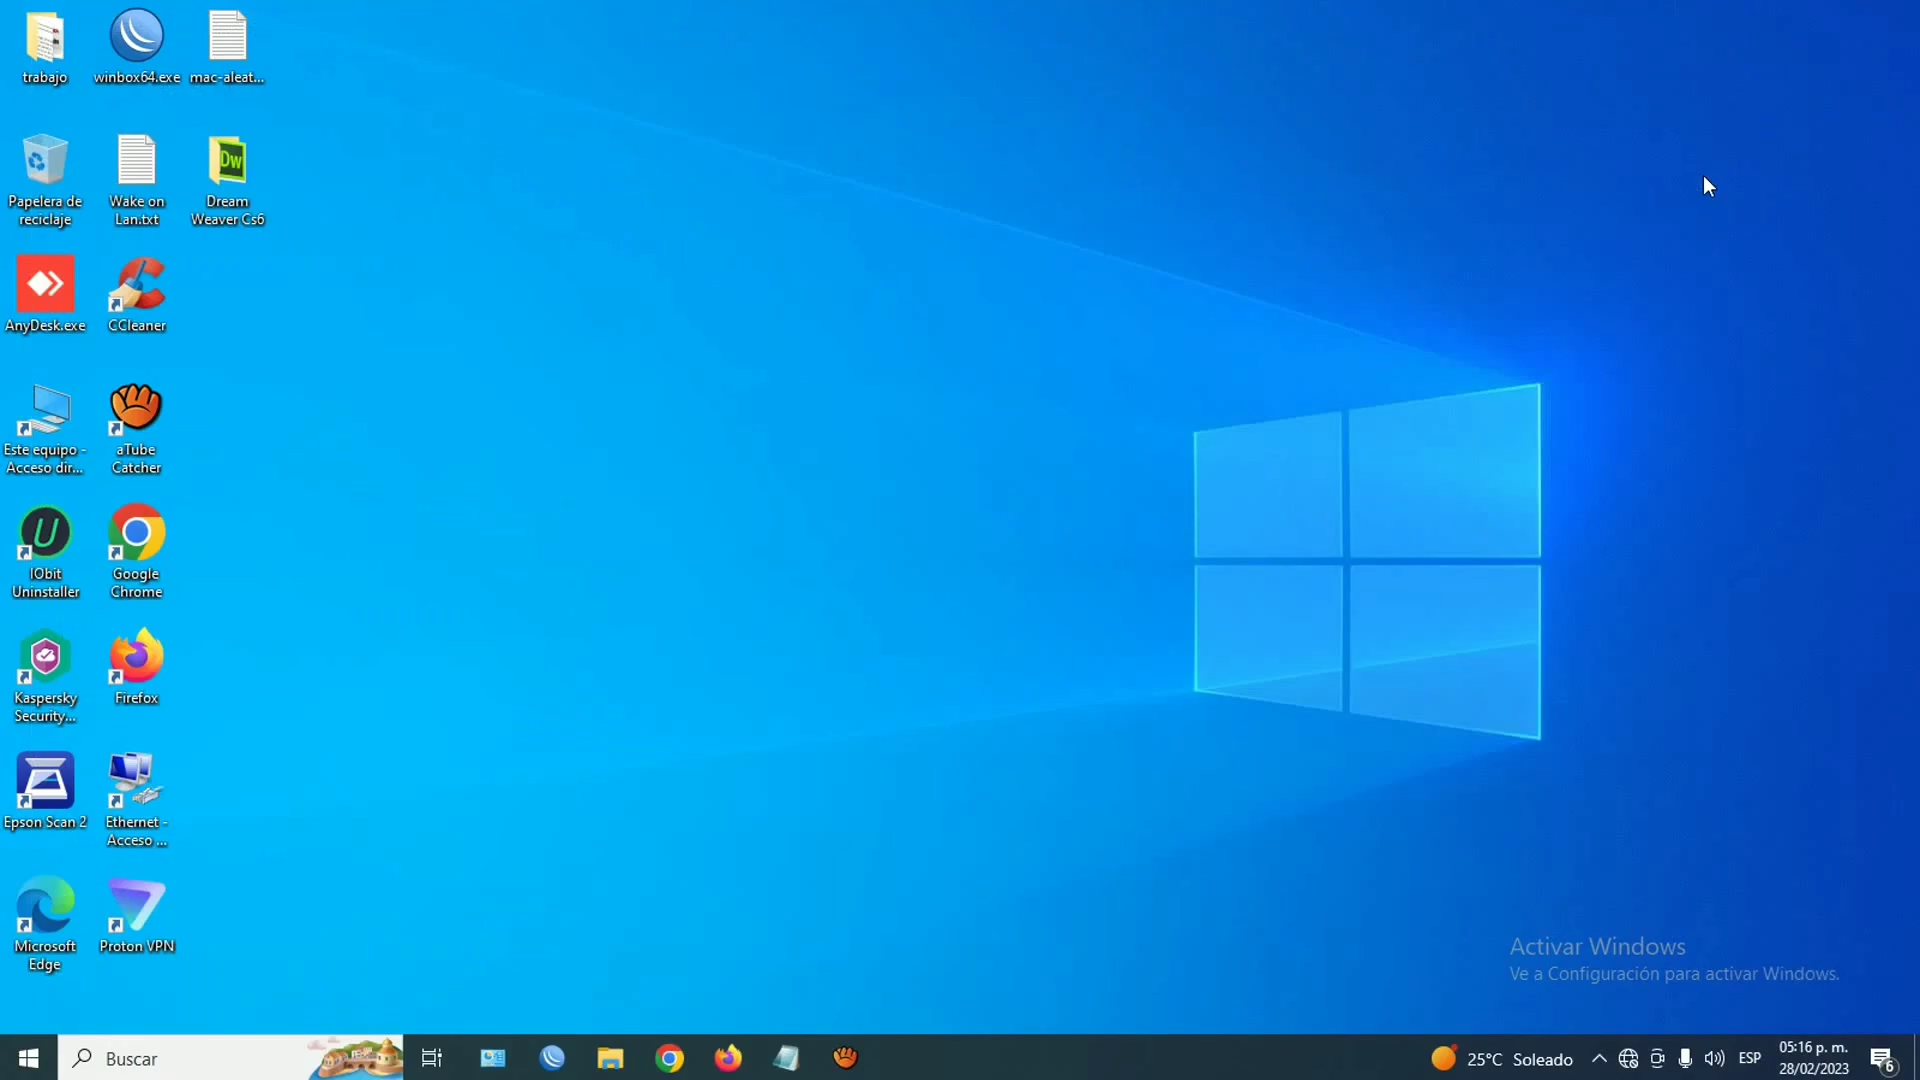 trabajo
winbox64.exe
mac-aleat...
Papelera de
reciclaje
Wake on
Lan.txt
Dw
Dream
Weaver Cs6
AnyDesk.exe
CCleaner
Este equipo -
Acceso dir...
aTube
Catcher
IObit
Uninstaller
Google
Chrome
Kaspersky
Security...
Firefox
Epson Scan 2
Ethernet -
Acceso ...
Microsoft
Edge
Proton VPN
Activar Windows
Ve a Configuración para activar Windows.
Buscar
25°C Soleado
ESP
05:16 p. m.
28/02/2023
6